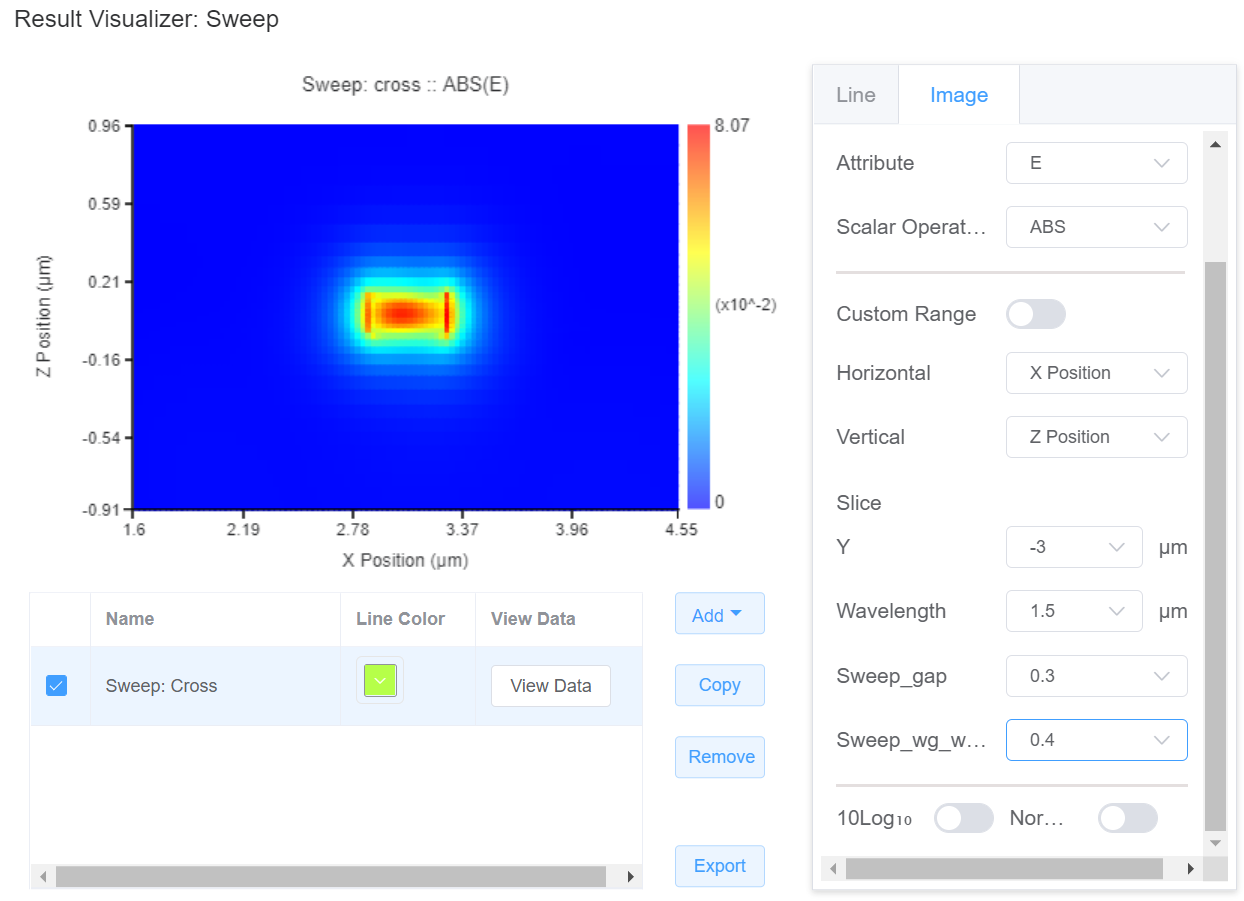 Result Visualizer: Sweep
Sweep: cross :: ABS(E)
0.96
0.59
0.21
-0.16
-0.54
-0.91
Z Position (µm)
1.6
2.19
2.78
3.37
3.96
4.55
X Position (µm)
8.07
(x10^-2)
0
Name
Line Color
View Data
Sweep: Cross
View Data
Add
Copy
Remove
Export
Line
Image
Attribute
E
Scalar Operat...
ABS
Custom Range
Horizontal
X Position
Vertical
Z Position
Slice
Y
-3
µm
Wavelength
1.5
µm
Sweep_gap
0.3
Sweep_wg_w...
0.4
10Log₁₀
Nor...